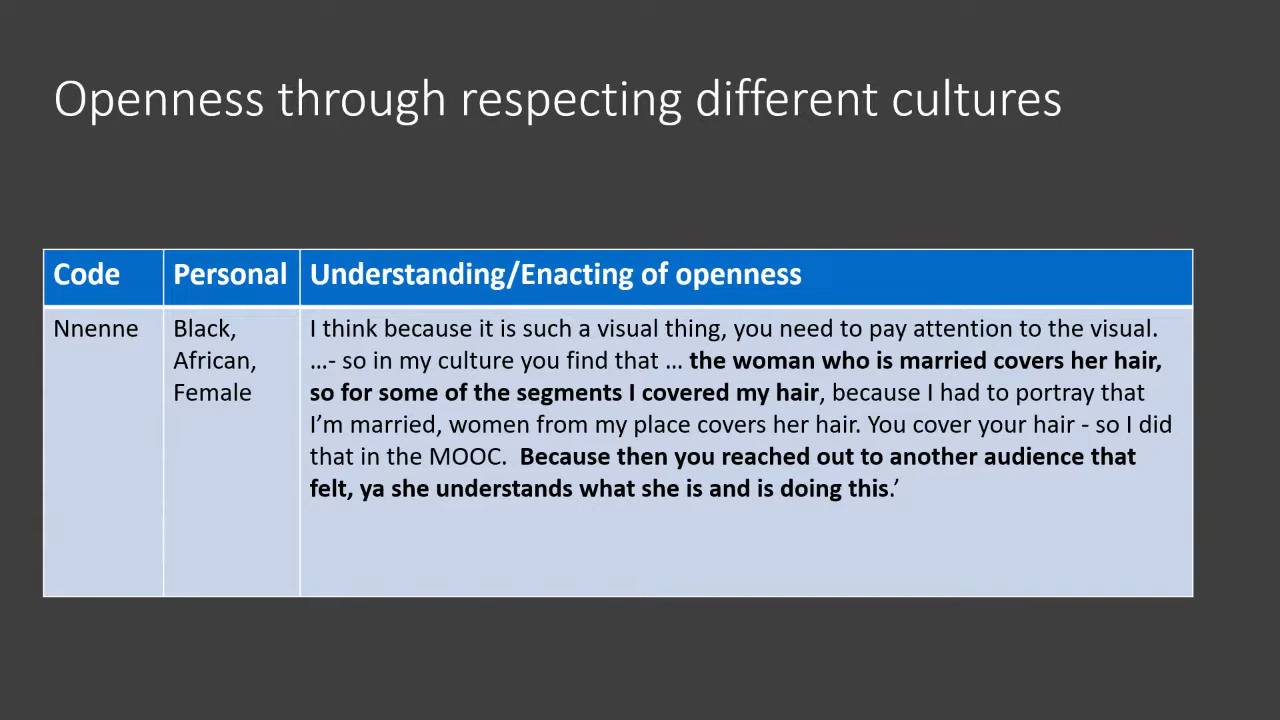 Openness through respecting different cultures
Code Personal Understanding/Enacting of openness
Nnenne
Black,
African,
Female
I think because it is such a visual thing, you need to pay attention to the visual.
…- so in my culture you find that … the woman who is married covers her hair,
so for some of the segments I covered my hair, because I had to portray that
I’m married, women from my place covers her hair. You cover your hair - so I did
that in the MOOC.  Because then you reached out to another audience that
felt, ya she understands what she is and is doing this.’